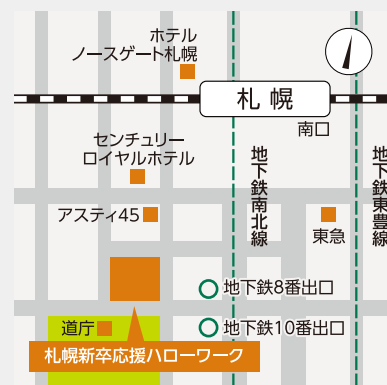 ホテル
ノースゲート札幌
札幌
南口
センチュリー
ロイヤルホテル
地下鉄南北線
地下鉄東豊線
アスティ45
東急
地下鉄8番出口
地下鉄10番出口
道庁
札幌新卒応援ハローワーク